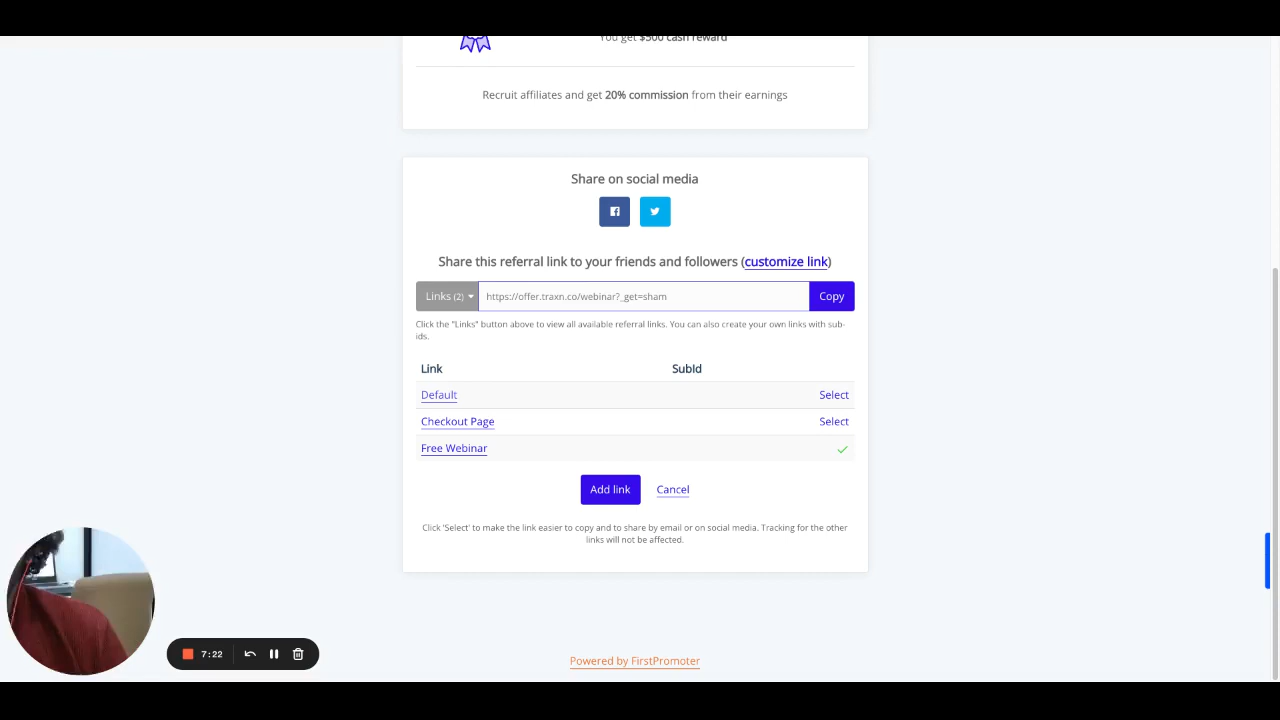 You get $500 cash reward
Recruit affiliates and get 20% commission from their earnings
Share on social media
Share this referral link to your friends and followers (customize link)
Links (2)
https://offer.traxn.co/webinar?_get=sham
Copy
Click the "Links" button above to view all available referral links. You can also create your own links with sub-
ids.
Link SubId
Default Select
Checkout Page Select
Free Webinar
Add link Cancel
Click 'Select' to make the link easier to copy and to share by email or on social media. Tracking for the other
links will not be affected.
7:22
Powered by FirstPromoter